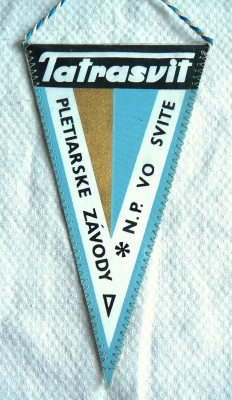 Tatrasvit
PLETIARSKE ZÁVODY
N.P. VO SVITE